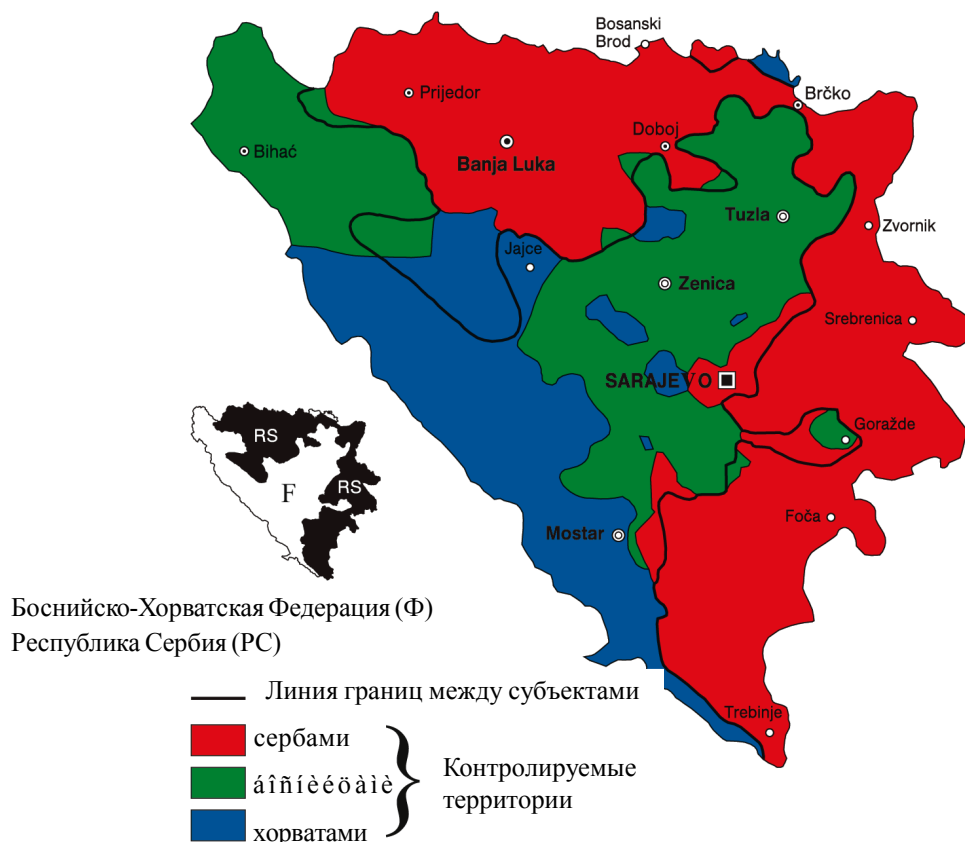 Bosanski
Brod
Prijedor
Brčko
Doboj
Bihać
Banja Luka
Tuzla
Zvornik
Jajce
Zenica
Srebrenica
SARAJEVO
Goražde
RS
F
RS
Foča
Mostar
Боснийско-Хорватская Федерация (Ф)
Республика Сербия (РС)
Линия границ между субъектами
Trebinje
сербами
áîñíèéöàìè
хорватами
Контролируемые
территории